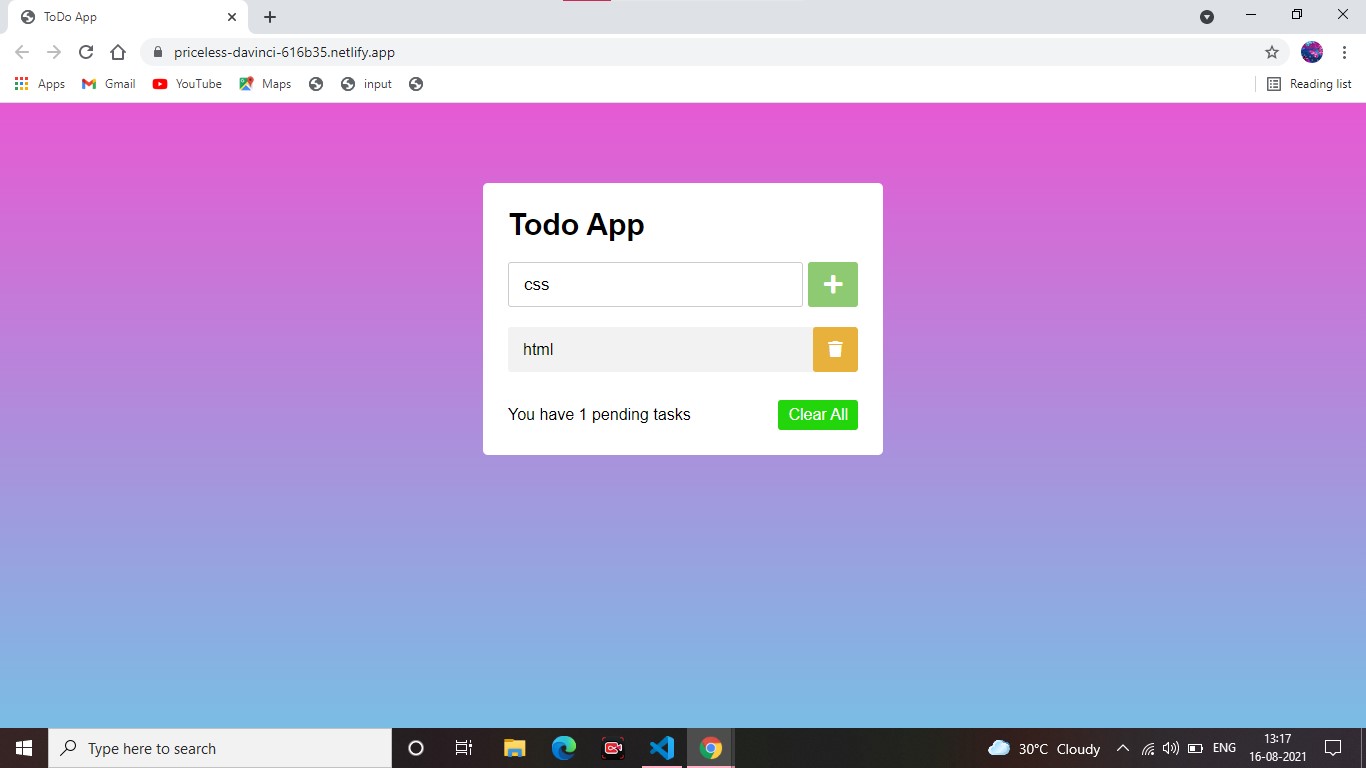 ToDo App
priceless-davinci-616b35.netlify.app
Apps Gmail YouTube Maps input Reading list
Todo App
css
html
You have 1 pending tasks Clear All
Type here to search 30°C Cloudy ENG 13:17
16-08-2021